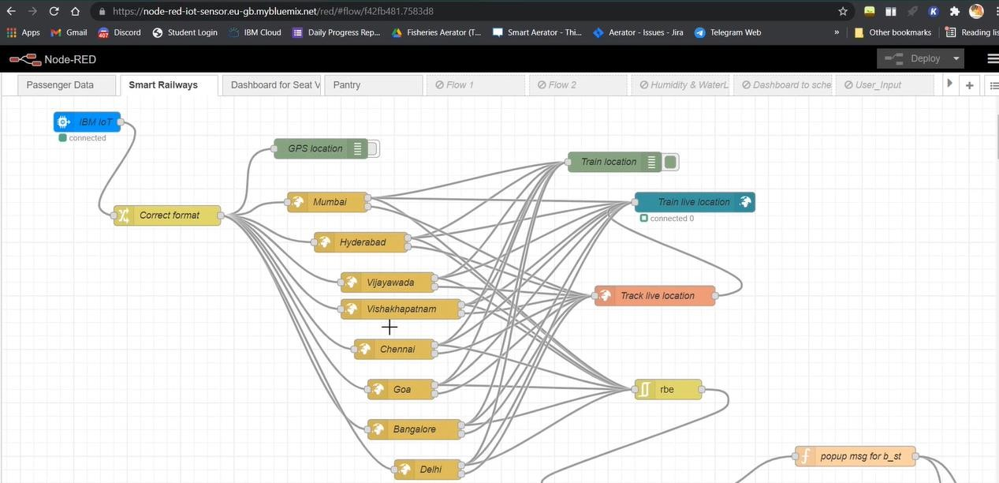 https://node-red-iot-sensor.eu-gb.mybluemix.net/red/#flow/f42fb481.7583d8
Apps Gmail 407 Discord Student Login IBM Cloud Daily Progress Rep... Fisheries Aerator (T... Smart Aerator - Thi... Aerator - Issues - Jira Telegram Web » Other bookmarks Reading lis
Node-RED Deploy
Passenger Data Smart Railways Dashboard for Seat V Pantry Flow 1 Flow 2 Humidity & WaterL Dashboard to sche User_Input
IBM IoT
connected
GPS location
Train location
Mumbai
Train live location
connected 0
Correct format
Hyderabad
Vijayawada
Track live location
Vishakhapatnam
Chennai
Goa
rbe
Bangalore
popup msg for b_st
Delhi